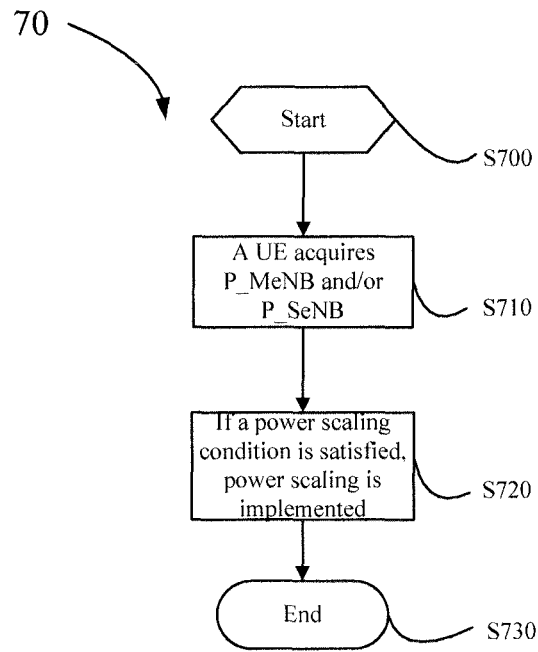 70
Start
S700
A UE acquires
P_MeNB and/or
P_SeNB
S710
If a power scaling
condition is satisfied,
power scaling is
implemented
S720
End
S730